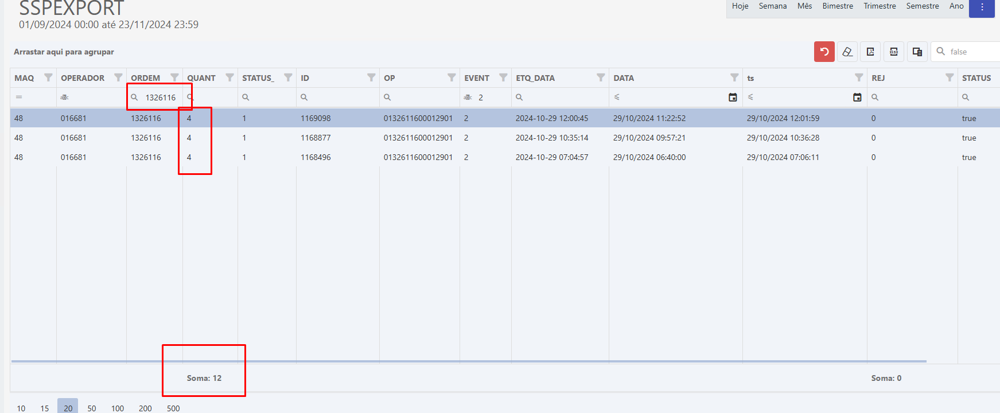 SSPEXPORT
01/09/2024 00:00 até 23/11/2024 23:59
Hoje Semana Mês Bimestre Trimestre Semestre Ano
Arrastar aqui para agrupar
false
MAQ OPERADOR ORDEM QUANT STATUS_ ID OP EVENT ETQ_DATA DATA ts REJ STATUS
1326116 2
48 016681 1326116 4 1 1169098 0132611600012901 2 2024-10-29 12:00:45 29/10/2024 11:22:52 29/10/2024 12:01:59 0 true
48 016681 1326116 4 1 1168877 0132611600012901 2 2024-10-29 10:35:14 29/10/2024 09:57:21 29/10/2024 10:36:28 0 true
48 016681 1326116 4 1 1168496 0132611600012901 2 2024-10-29 07:04:57 29/10/2024 06:40:00 29/10/2024 07:06:11 0 true
Soma: 12 Soma: 0
10 15 20 50 100 200 500